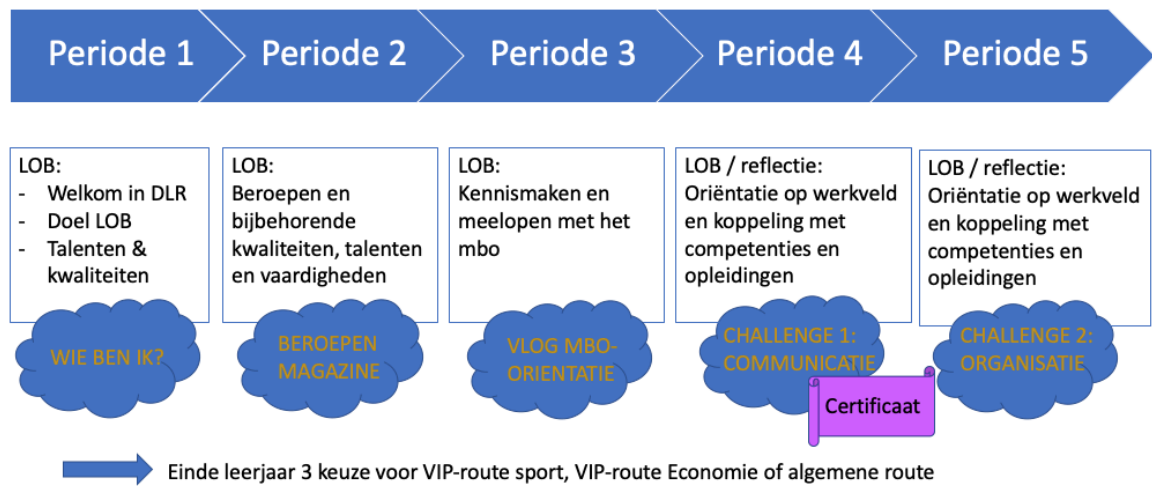 Periode 1
Periode 2
Periode 3
Periode 4
Periode 5
LOB:
- Welkom in DLR
- Doel LOB
- Talenten &
kwaliteiten
LOB:
Beroepen en
bijbehorende
kwaliteiten, talenten
en vaardigheden
LOB:
Kennismaken en
meelopen met het
mbo
LOB / reflectie:
Oriëntatie op werkveld
en koppeling met
competenties en
opleidingen
LOB / reflectie:
Oriëntatie op werkveld
en koppeling met
competenties en
opleidingen
WIE BEN IK?
BEROEPEN
MAGAZINE
VLOG MBO-
ORIENTATIE
CHALLENGE 1:
COMMUNICATIE
CHALLENGE 2:
ORGANISATIE
Certificaat
Einde leerjaar 3 keuze voor VIP-route sport, VIP-route Economie of algemene route